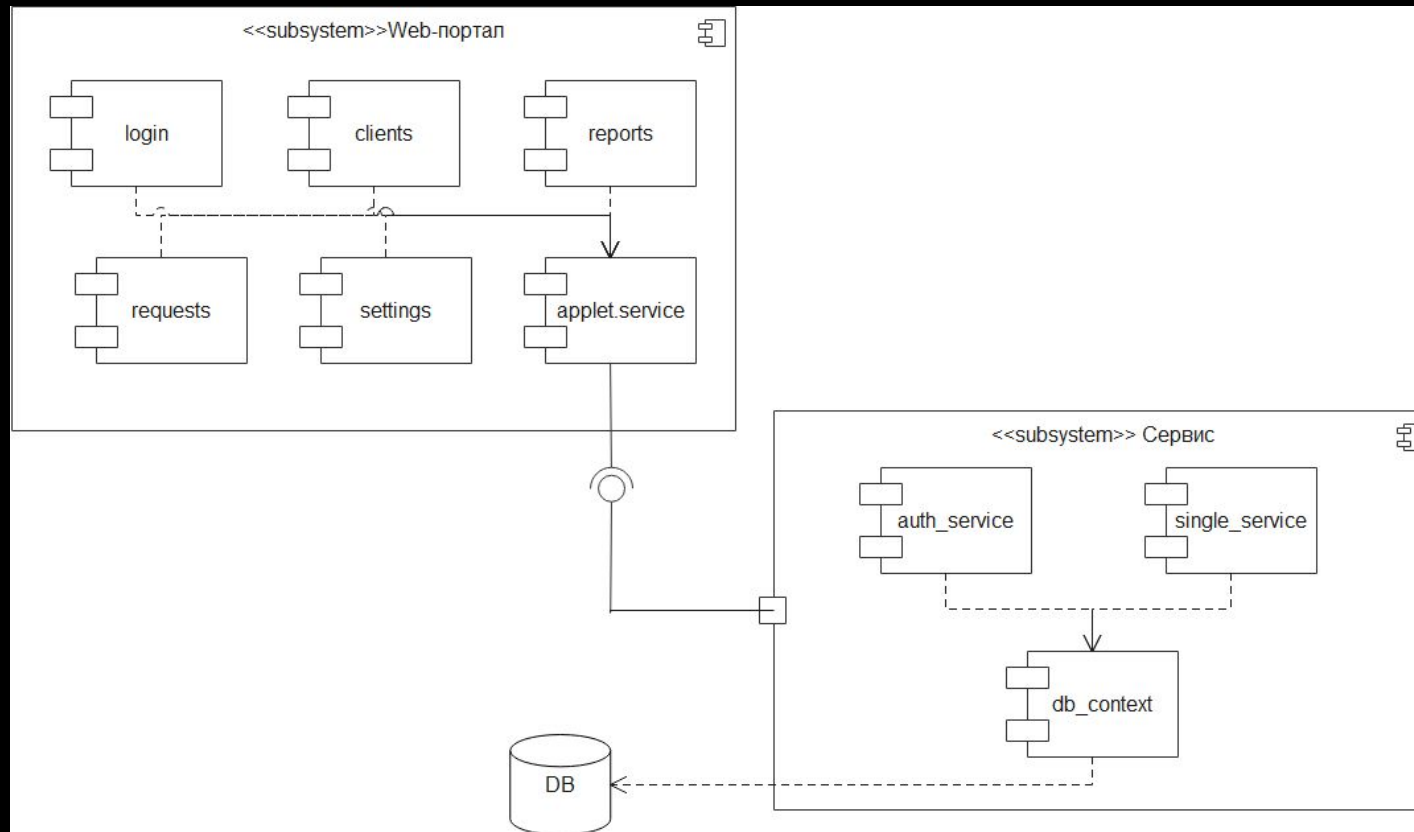 <<subsystem>>Web-портал
login
clients
reports
requests
settings
applet.service
<<subsystem>> Сервис
auth_service
single_service
db_context
DB